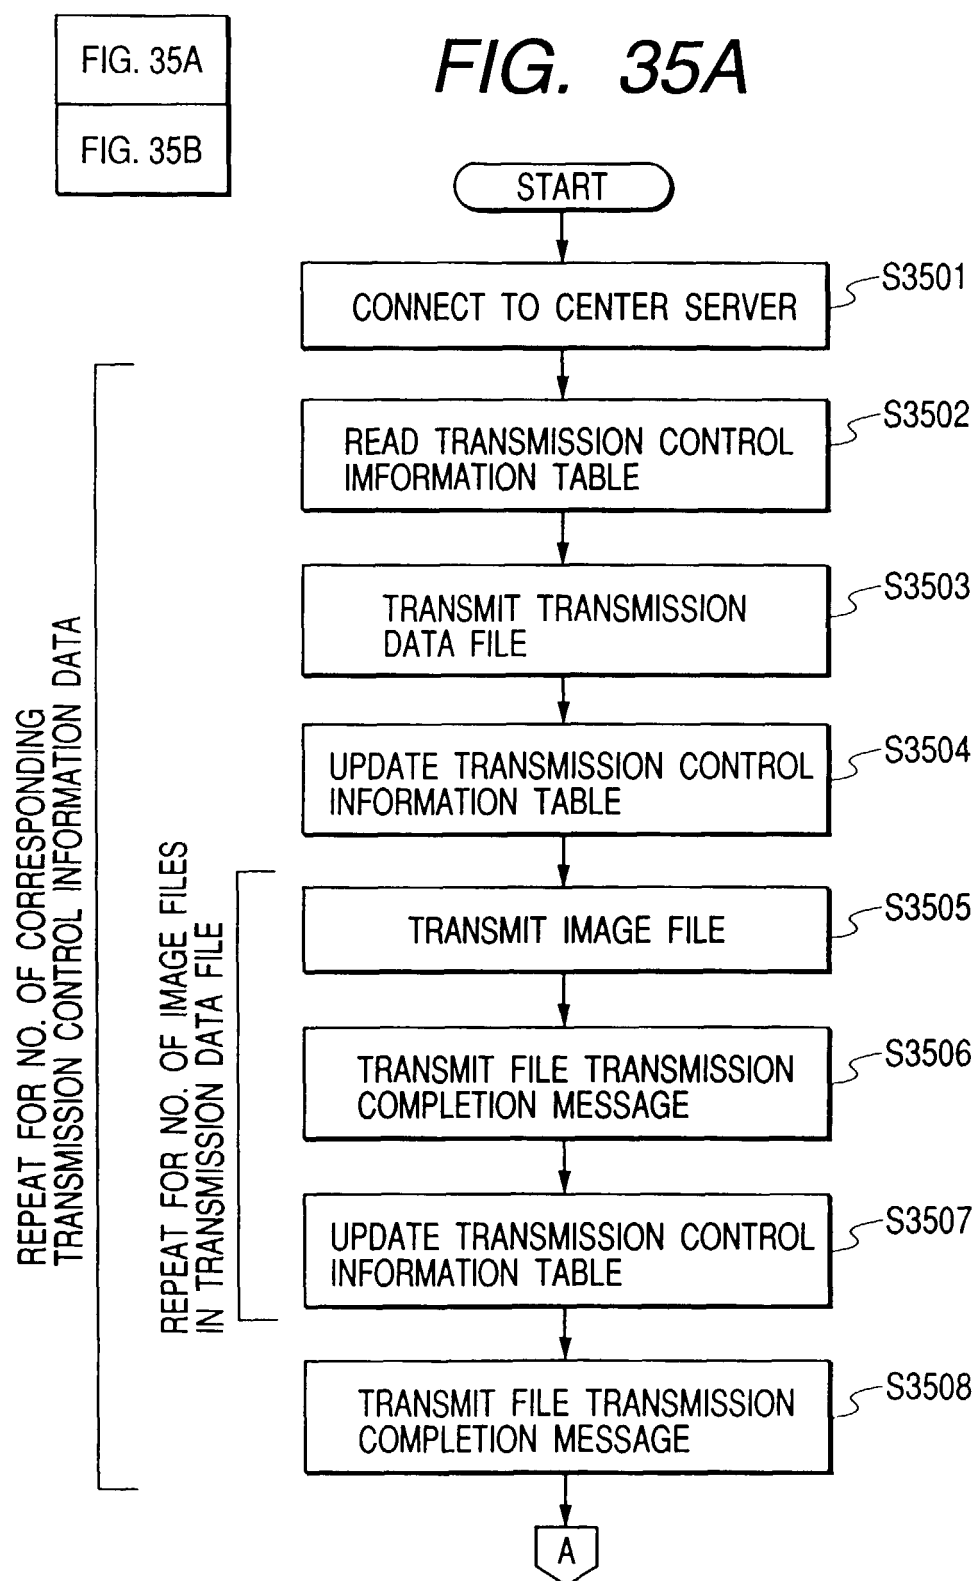 FIG. 35A
FIG. 35B
FIG. 35A
START
CONNECT TO CENTER SERVER
S3501
READ TRANSMISSION CONTROL
IMFORMATION TABLE
S3502
TRANSMIT TRANSMISSION
DATA FILE
S3503
UPDATE TRANSMISSION CONTROL
INFORMATION TABLE
S3504
TRANSMIT IMAGE FILE
S3505
TRANSMIT FILE TRANSMISSION
COMPLETION MESSAGE
S3506
UPDATE TRANSMISSION CONTROL
INFORMATION TABLE
S3507
TRANSMIT FILE TRANSMISSION
COMPLETION MESSAGE
S3508
A
REPEAT FOR NO. OF CORRESPONDING
TRANSMISSION CONTROL INFORMATION DATA
REPEAT FOR NO. OF IMAGE FILES
IN TRANSMISSION DATA FILE